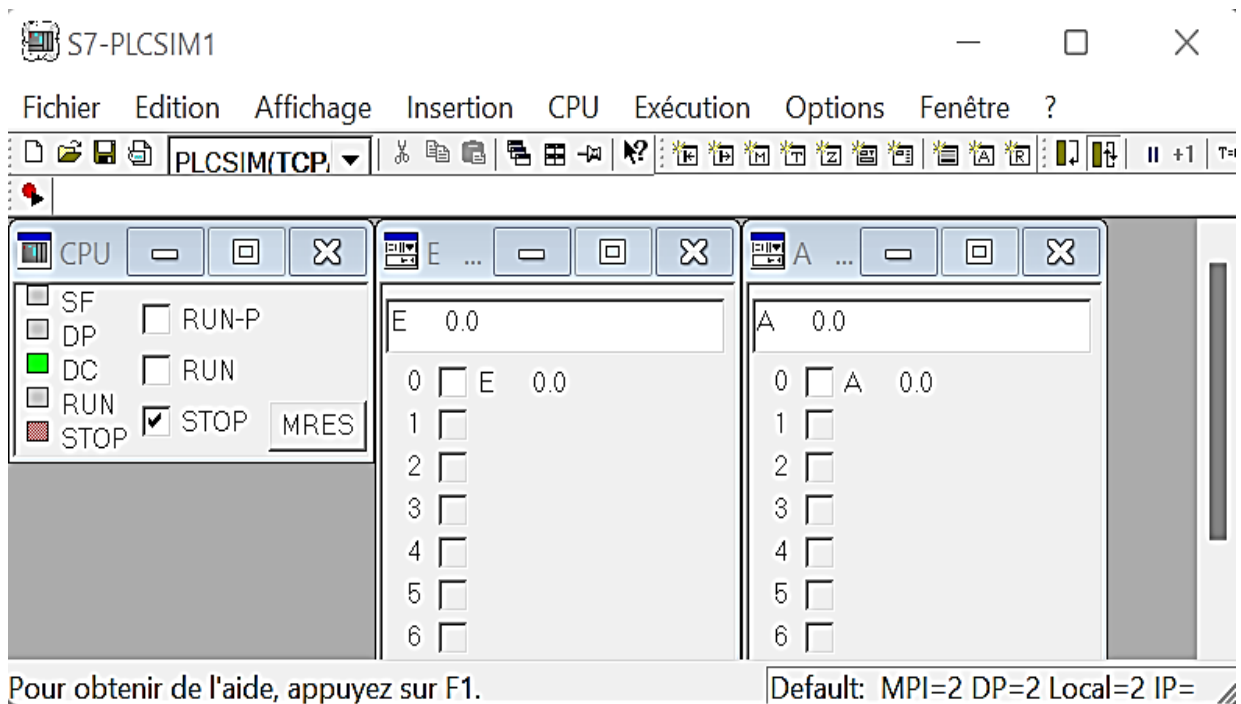 S7-PLCSIM1
Fichier Edition Affichage Insertion CPU Exécution Options Fenêtre ?
PLCSIM(TCP/ +1
CPU E ... A ...
SF
DP
DC
RUN
STOP
RUN-P
RUN
STOP MRES
E 0.0
0 E 0.0
1
2
3
4
5
6
A 0.0
0 A 0.0
1
2
3
4
5
6
Pour obtenir de l'aide, appuyez sur F1. Default: MPI=2 DP=2 Local=2 IP=